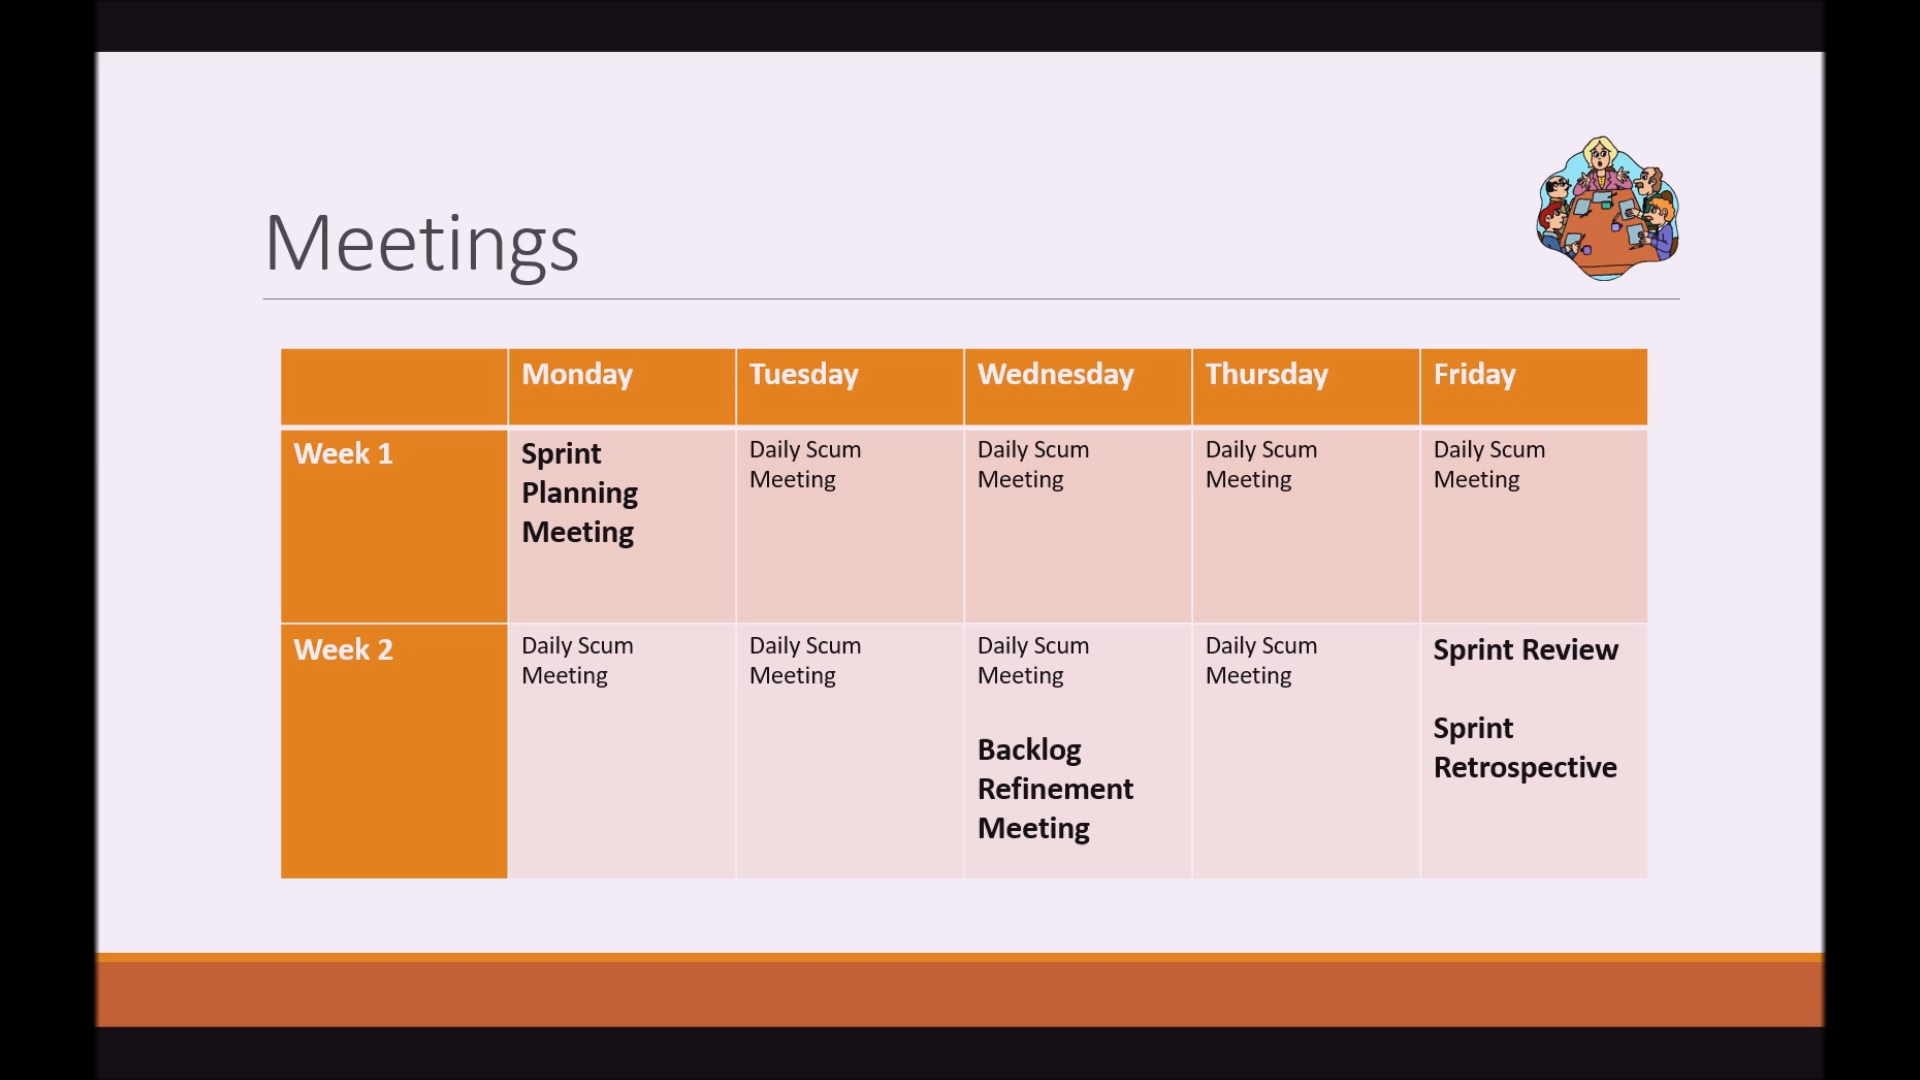 Meetings
Monday
Tuesday
Wednesday
Thursday
Friday
Week 1
Sprint
Planning
Meeting
Daily Scum
Meeting
Daily Scum
Meeting
Daily Scum
Meeting
Daily Scum
Meeting
Week 2
Daily Scum
Meeting
Daily Scum
Meeting
Daily Scum
Meeting
Backlog
Refinement
Meeting
Daily Scum
Meeting
Sprint Review
Sprint
Retrospective